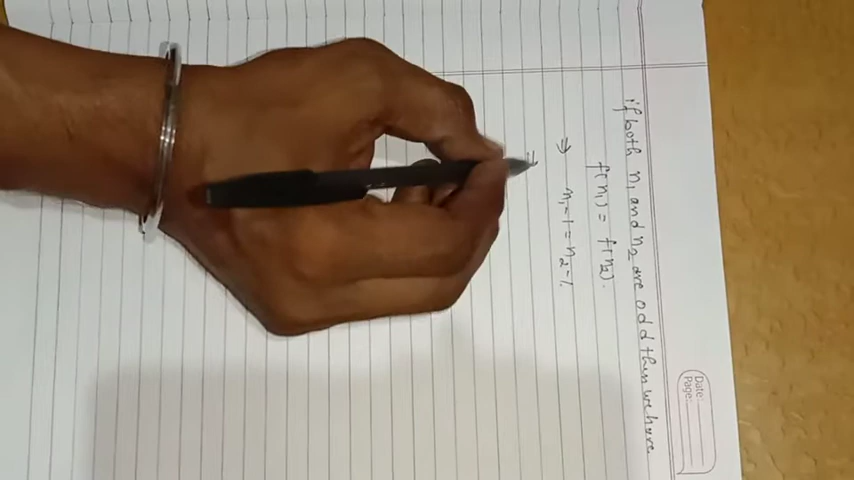 Date:
Page:
if both n₁ and n₂ are odd then we have
f(n₁) = f(n₂).
⇒ n₁-1 = n₂-1